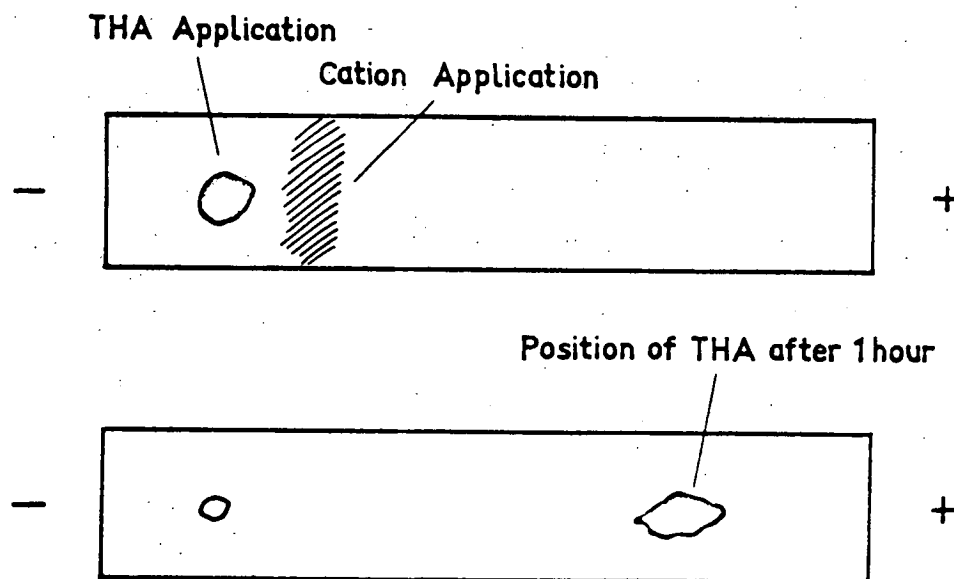 THA Application
Cation Application
− +
Position of THA after 1 hour
− +